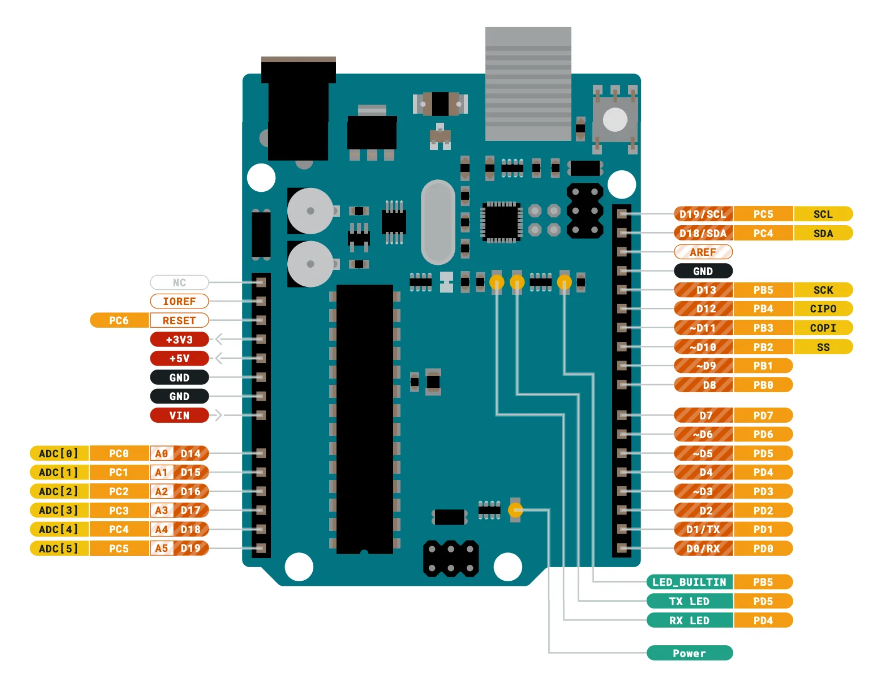 NC
IOREF
PC6 RESET
+3V3
+5V
GND
GND
VIN
ADC[0] PC0 A0 D14
ADC[1] PC1 A1 D15
ADC[2] PC2 A2 D16
ADC[3] PC3 A3 D17
ADC[4] PC4 A4 D18
ADC[5] PC5 A5 D19
D19/SCL PC5 SCL
D18/SDA PC4 SDA
AREF
GND
D13 PB5 SCK
D12 PB4 CIPO
~D11 PB3 COPI
~D10 PB2 SS
~D9 PB1
D8 PB0
D7 PD7
~D6 PD6
~D5 PD5
D4 PD4
~D3 PD3
D2 PD2
D1/TX PD1
D0/RX PD0
LED_BUILTIN PB5
TX LED PD5
RX LED PD4
Power